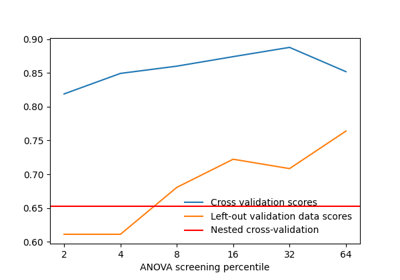 0.90
0.85
0.80
0.75
0.70
0.65
0.60
Cross validation scores
Left-out validation data scores
Nested cross-validation
2 4 8 16 32 64
ANOVA screening percentile